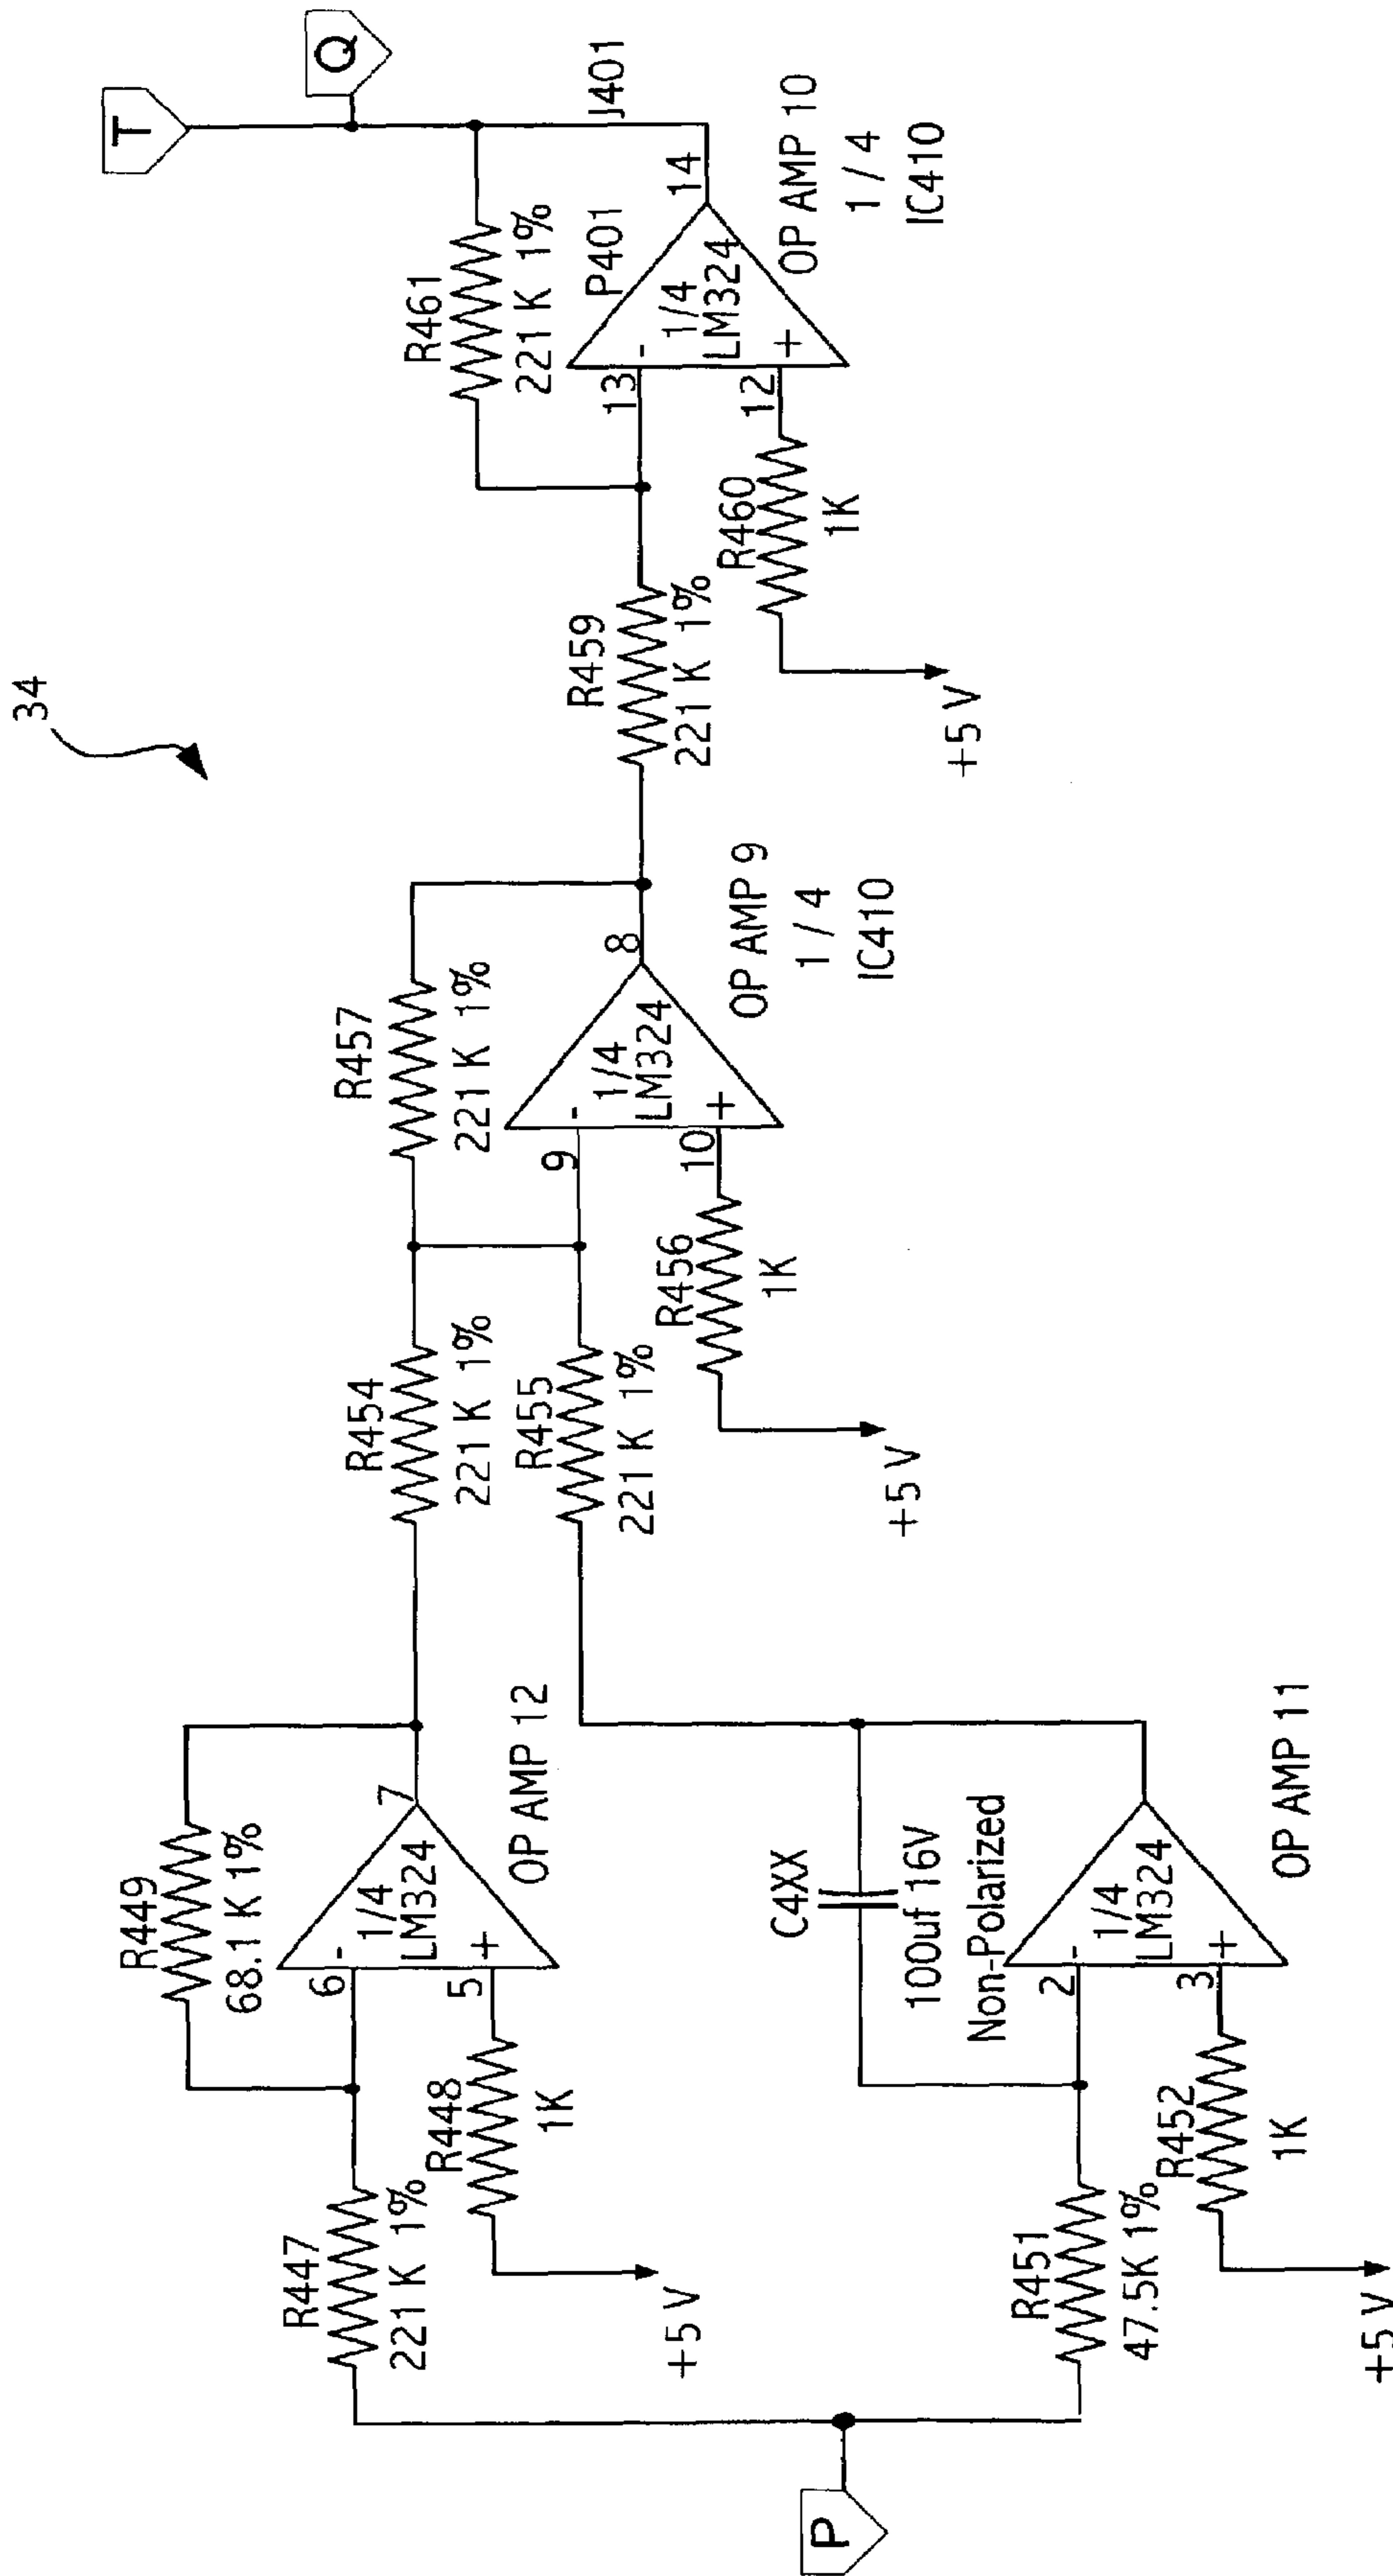 34
T
Q
R461
221 K 1%
P401
J401
13
-
1/4
LM324
+
12
14
R460
1K
+5 V
OP AMP 10
1 / 4
IC410
R459
221 K 1%
R457
221 K 1%
9
-
1/4
LM324
+
10
8
OP AMP 9
1 / 4
IC410
R456
1K
+5 V
R454
221 K 1%
R455
221 K 1%
R449
68.1 K 1%
6
-
1/4
LM324
+
5
7
OP AMP 12
R447
221 K 1%
R448
1K
+5 V
C4XX
100uf 16V
Non-Polarized
2
-
1/4
LM324
+
3
OP AMP 11
R451
47.5K 1%
R452
1K
+5 V
P